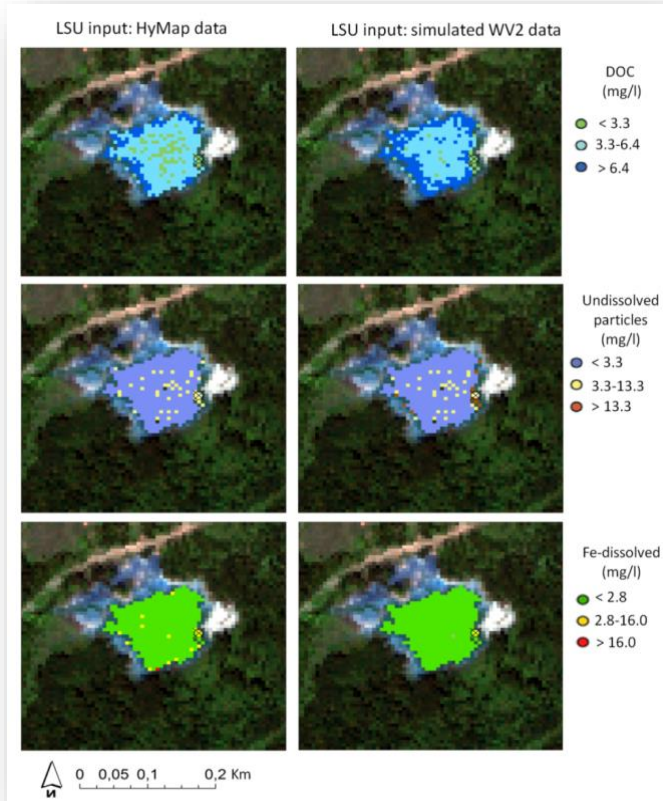 LSU input: HyMap data
LSU input: simulated WV2 data
DOC
(mg/l)
< 3.3
3.3-6.4
> 6.4
Undissolved
particles
(mg/l)
< 3.3
3.3-13.3
> 13.3
Fe-dissolved
(mg/l)
< 2.8
2.8-16.0
> 16.0
N
0 0,05 0,1 0,2 Km